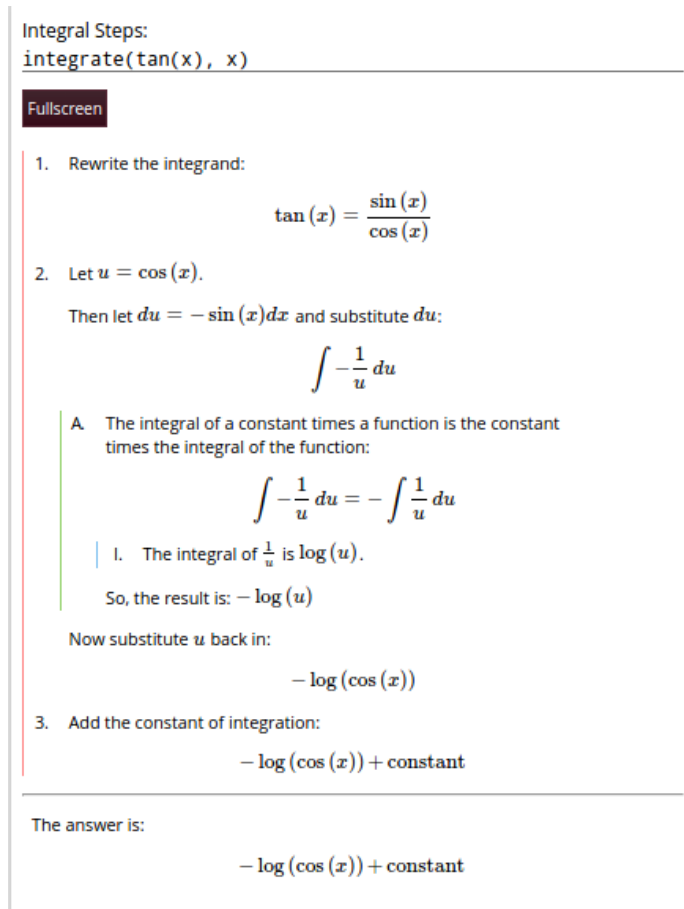 Integral Steps:
integrate(tan(x), x)
Fullscreen
1. Rewrite the integrand:
tan (x) = sin (x) / cos (x)
2. Let u = cos (x).
Then let du = − sin (x)dx and substitute du:
∫ −1/u du
A. The integral of a constant times a function is the constant
times the integral of the function:
∫ −1/u du = − ∫ 1/u du
I. The integral of 1/u is log (u).
So, the result is: − log (u)
Now substitute u back in:
− log (cos (x))
3. Add the constant of integration:
− log (cos (x)) + constant
The answer is:
− log (cos (x)) + constant